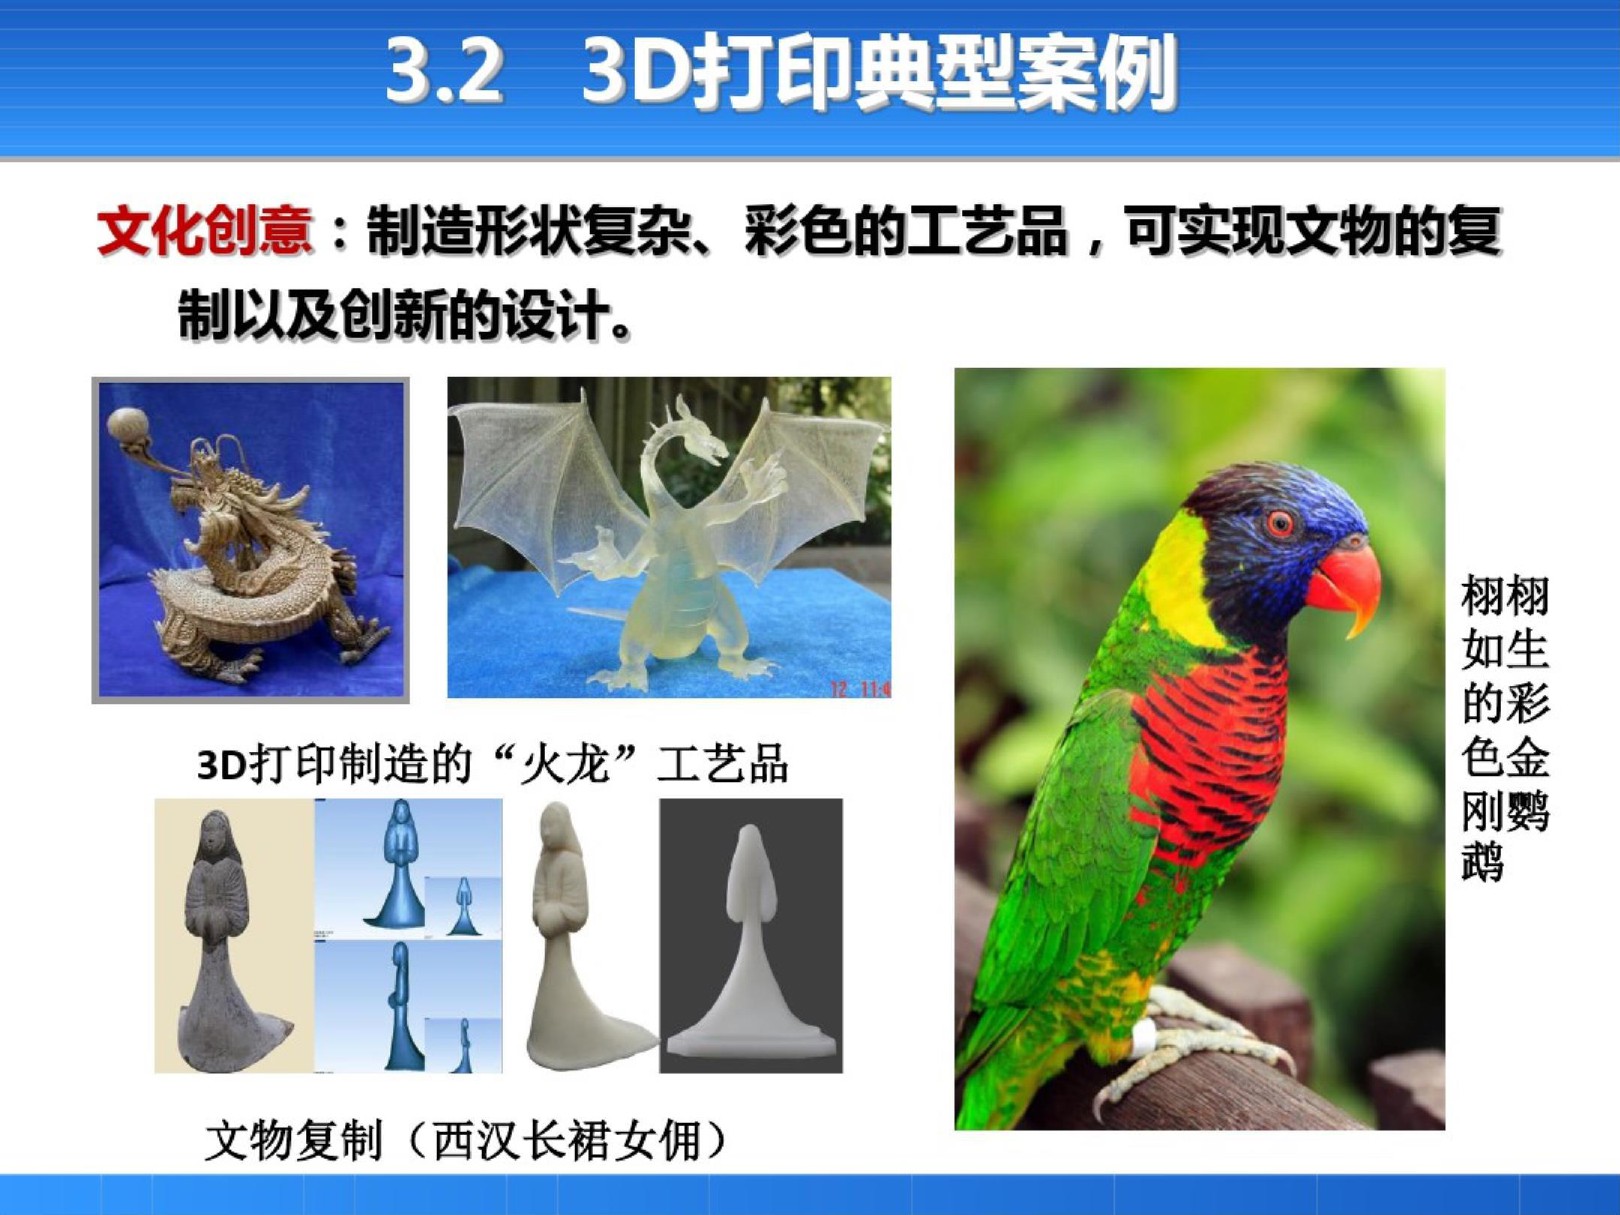 3.2 3D打印典型案例
文化创意：制造形状复杂、彩色的工艺品，可实现文物的复
制以及创新的设计。
12 11:4
3D打印制造的“火龙”工艺品
栩栩
如生
的彩
色金
刚鹦
鹉
文物复制（西汉长裙女佣）